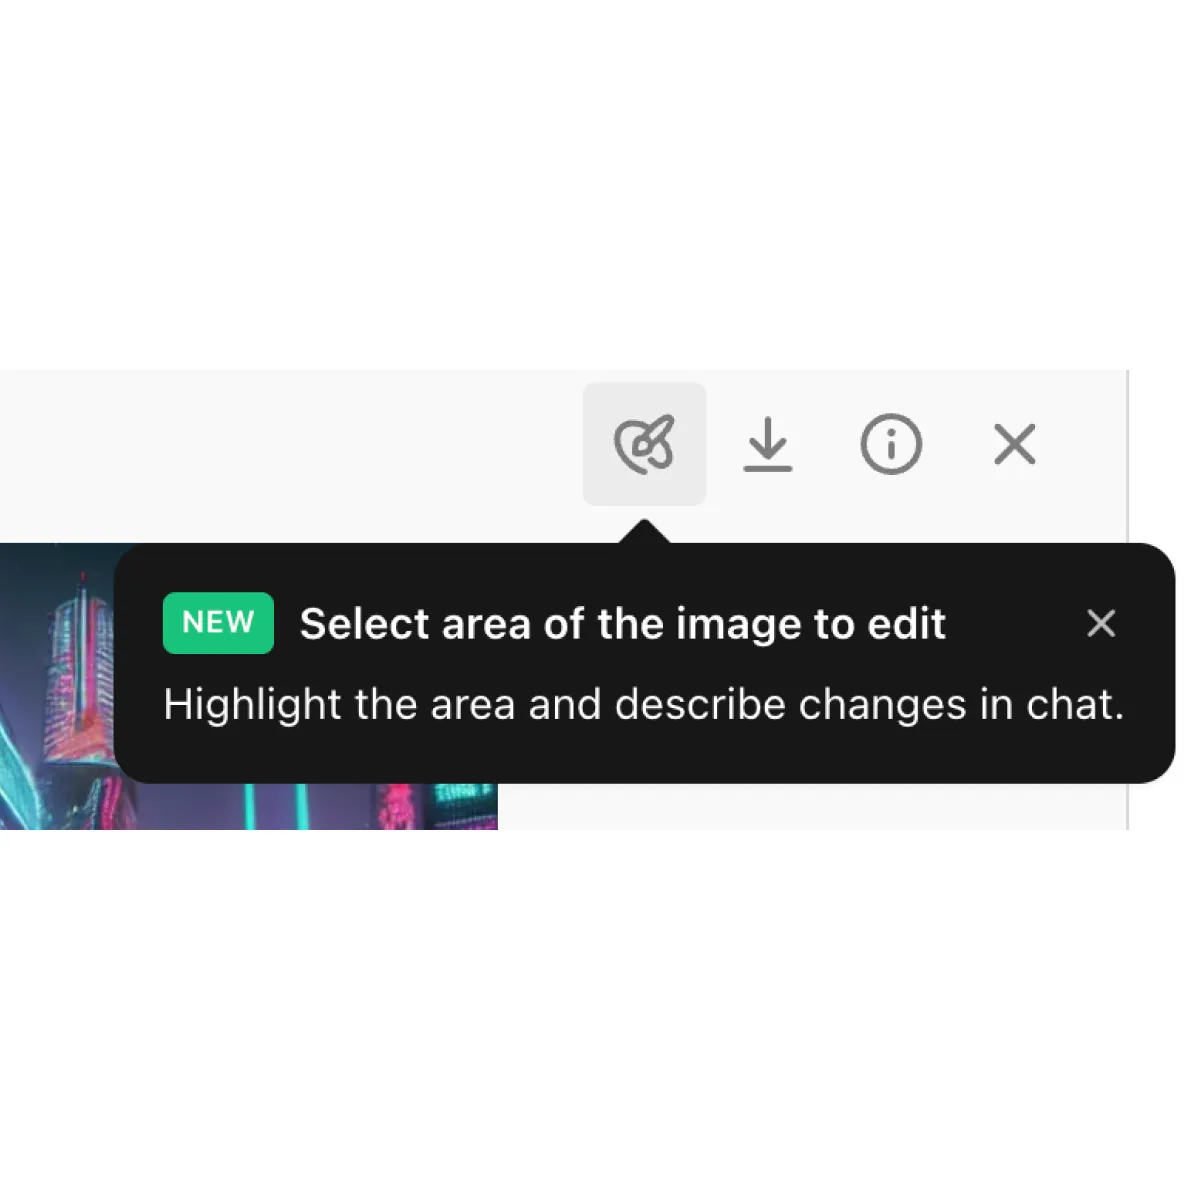 NEW Select area of the image to edit
Highlight the area and describe changes in chat.